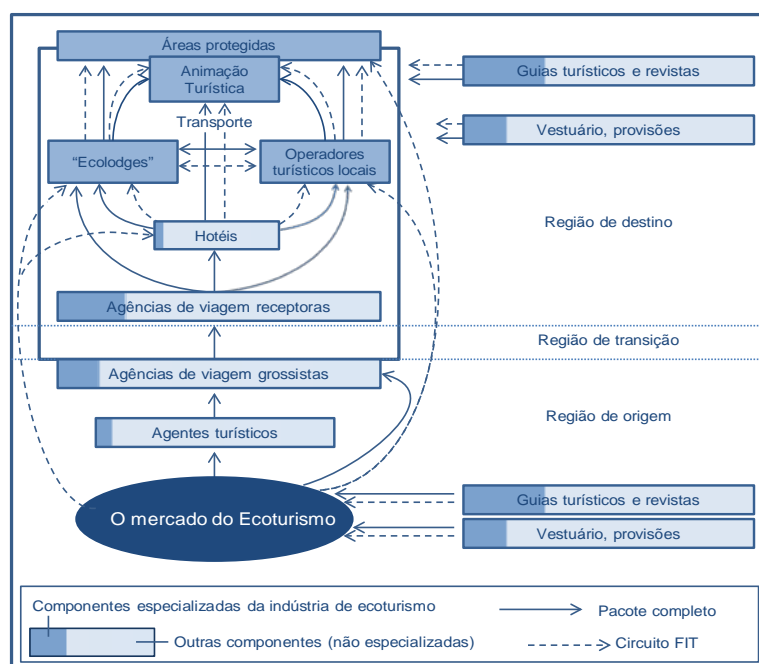 Áreas protegidas
Animação
Turística
Guias turísticos e revistas
Transporte
Vestuário, provisões
“Ecolodges”
Operadores
turísticos locais
Região de destino
Hotéis
Agências de viagem receptoras
Região de transição
Agências de viagem grossistas
Região de origem
Agentes turísticos
Guias turísticos e revistas
O mercado do Ecoturismo
Vestuário, provisões
Componentes especializadas da indústria de ecoturismo
Pacote completo
Outras componentes (não especializadas)
Circuito FIT